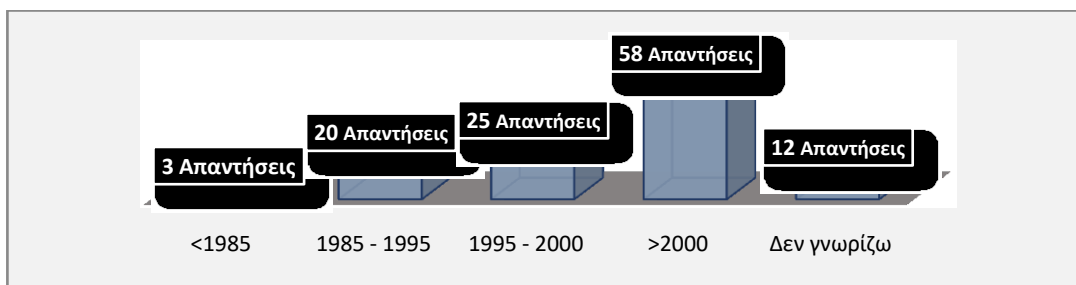 58 Απαντήσεις
25 Απαντήσεις
20 Απαντήσεις
12 Απαντήσεις
3 Απαντήσεις
<1985
1985 - 1995
1995 - 2000
>2000
Δεν γνωρίζω